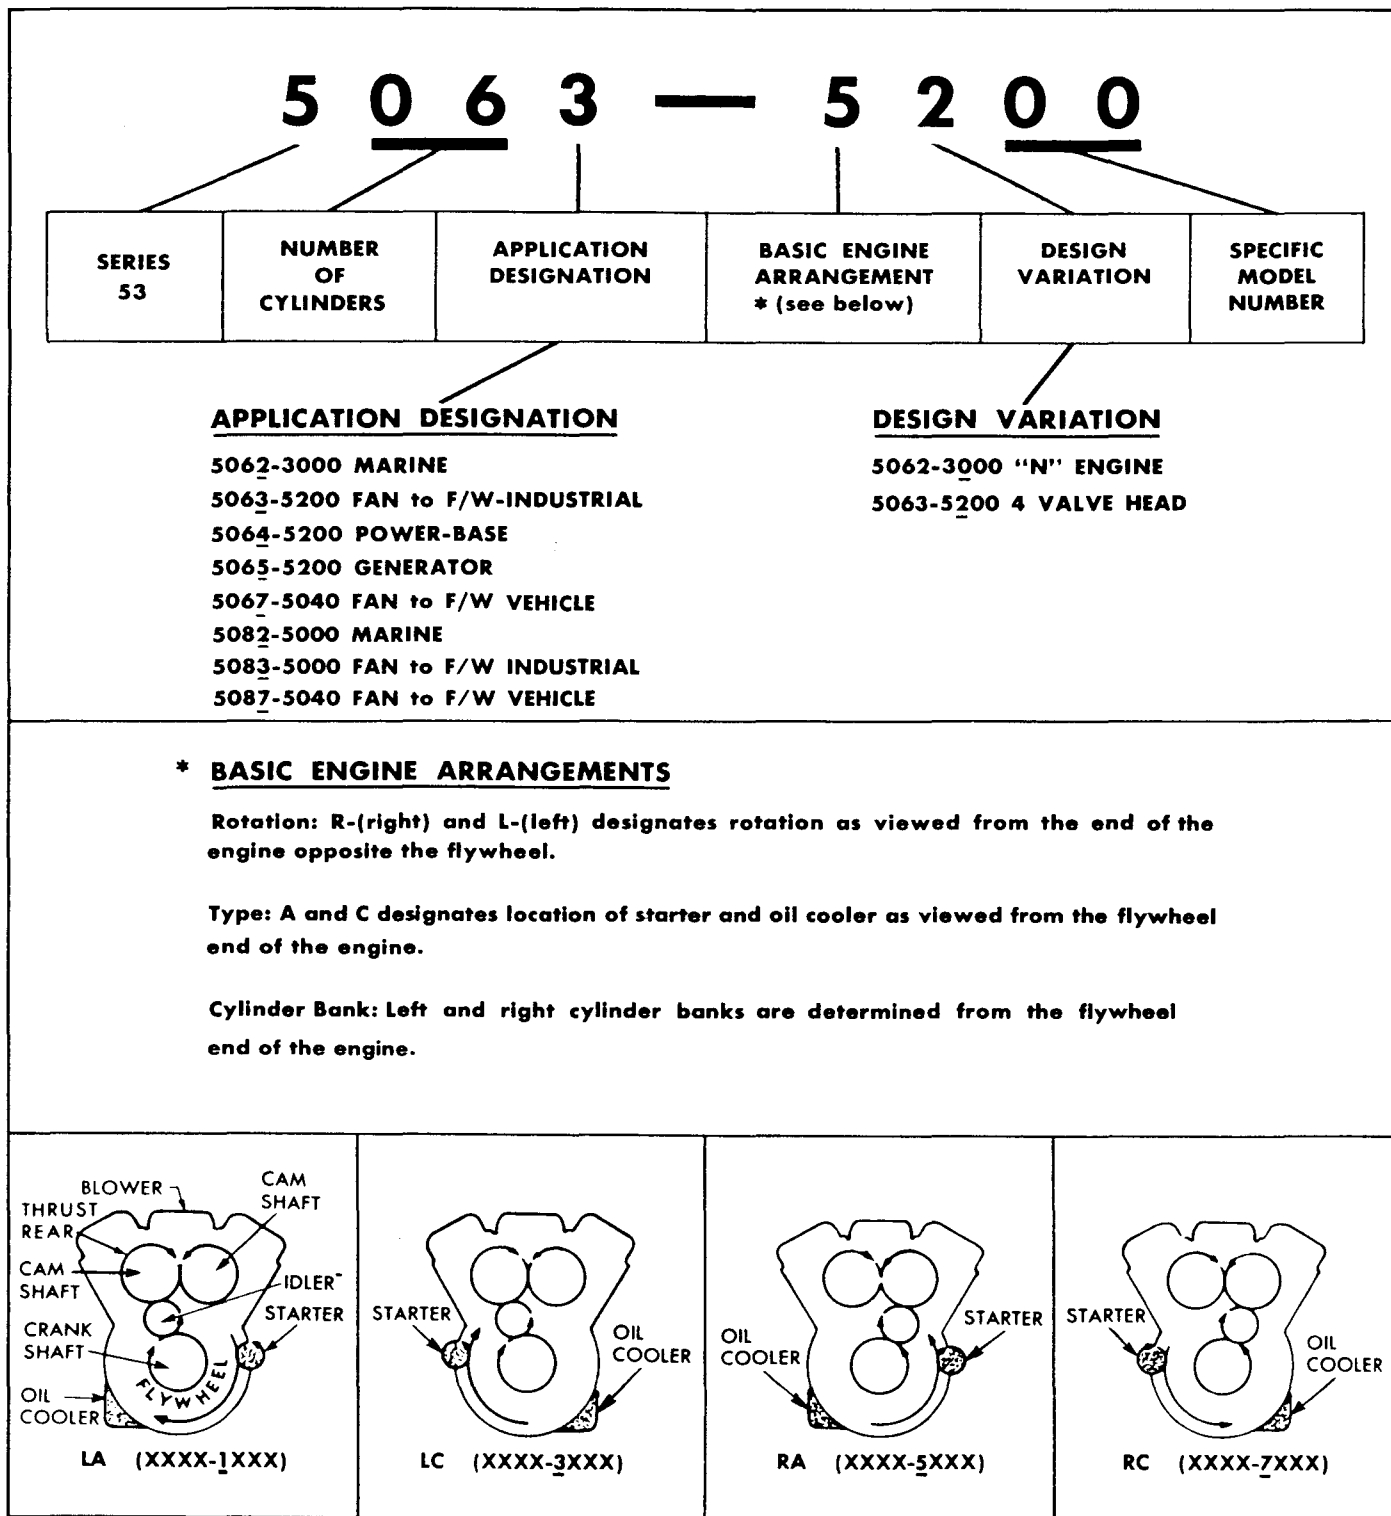 5 0 6 3 — 5 2 0 0
SERIES
53
NUMBER
OF
CYLINDERS
APPLICATION
DESIGNATION
BASIC ENGINE
ARRANGEMENT
* (see below)
DESIGN
VARIATION
SPECIFIC
MODEL
NUMBER
APPLICATION DESIGNATION
5062-3000 MARINE
5063-5200 FAN to F/W-INDUSTRIAL
5064-5200 POWER-BASE
5065-5200 GENERATOR
5067-5040 FAN to F/W VEHICLE
5082-5000 MARINE
5083-5000 FAN to F/W INDUSTRIAL
5087-5040 FAN to F/W VEHICLE
DESIGN VARIATION
5062-3000 "N" ENGINE
5063-5200 4 VALVE HEAD
* BASIC ENGINE ARRANGEMENTS
Rotation: R-(right) and L-(left) designates rotation as viewed from the end of the
engine opposite the flywheel.
Type: A and C designates location of starter and oil cooler as viewed from the flywheel
end of the engine.
Cylinder Bank: Left and right cylinder banks are determined from the flywheel
end of the engine.
BLOWER
CAM
SHAFT
THRUST
REAR
CAM
SHAFT
IDLER
STARTER
CRANK
SHAFT
FLYWHEEL
OIL
COOLER
LA (XXXX-1XXX)
STARTER
OIL
COOLER
LC (XXXX-3XXX)
STARTER
OIL
COOLER
RA (XXXX-5XXX)
STARTER
OIL
COOLER
RC (XXXX-7XXX)